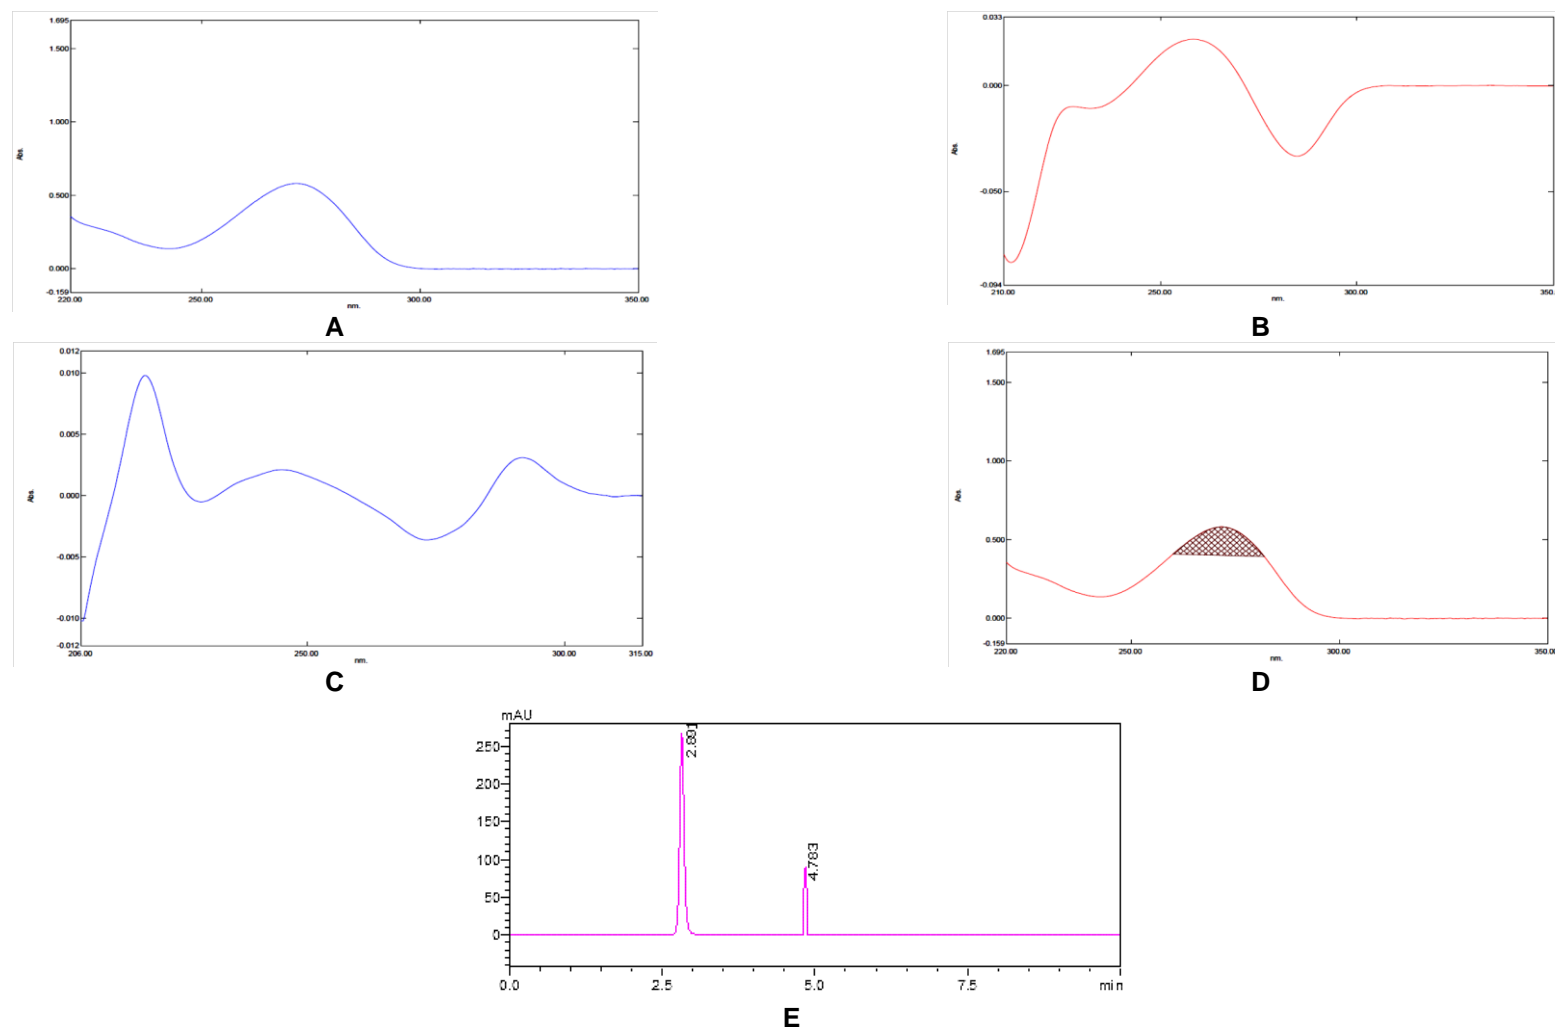 1.695
1.500
1.000
0.500
0.000
-0.159
Abs.
220.00 250.00 300.00 350.00
nm.
A
0.033
0.000
-0.050
-0.094
Abs.
210.00 250.00 300.00 350.
nm.
B
0.012
0.010
0.005
0.000
-0.005
-0.010
-0.012
Abs.
206.00 250.00 300.00 315.00
nm.
C
1.695
1.500
1.000
0.500
0.000
-0.159
Abs.
220.00 250.00 300.00 350.00
nm.
D
mAU
250
200
150
100
50
0
2.891
4.783
0.0 2.5 5.0 7.5 min
E